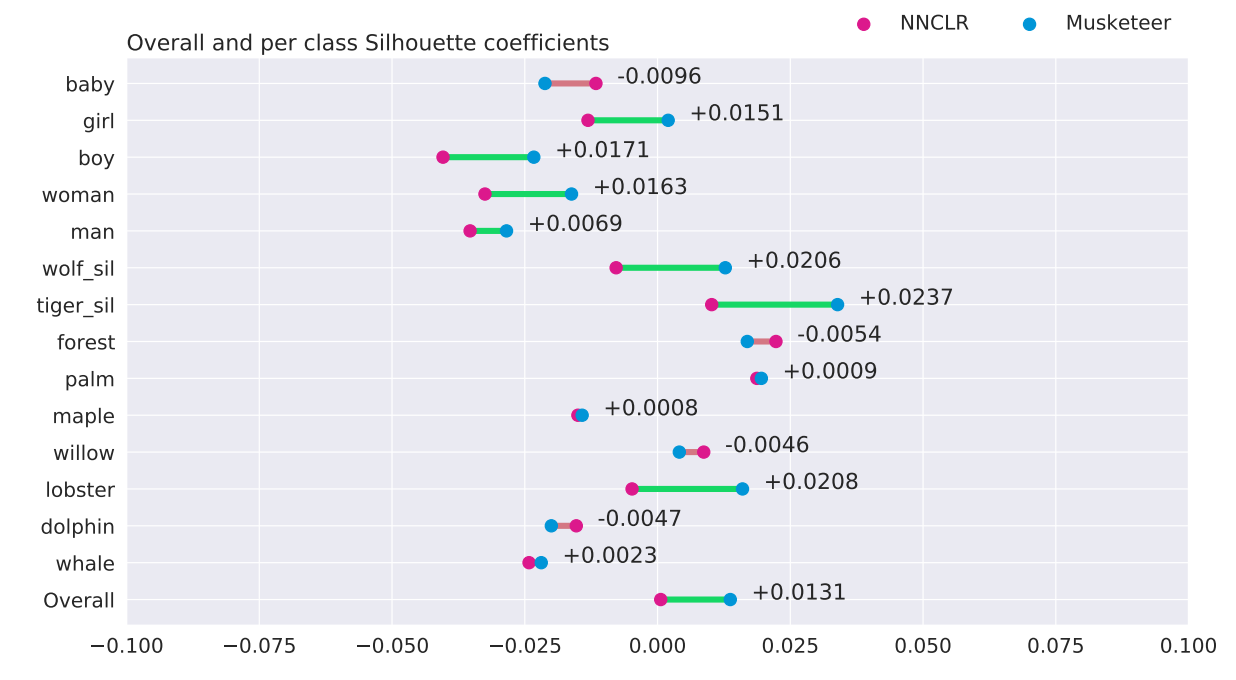 NNCLR Musketeer
Overall and per class Silhouette coefficients
baby -0.0096
girl +0.0151
boy +0.0171
woman +0.0163
man +0.0069
wolf_sil +0.0206
tiger_sil +0.0237
forest -0.0054
palm +0.0009
maple +0.0008
willow -0.0046
lobster +0.0208
dolphin -0.0047
whale +0.0023
Overall +0.0131
−0.100 −0.075 −0.050 −0.025 0.000 0.025 0.050 0.075 0.100